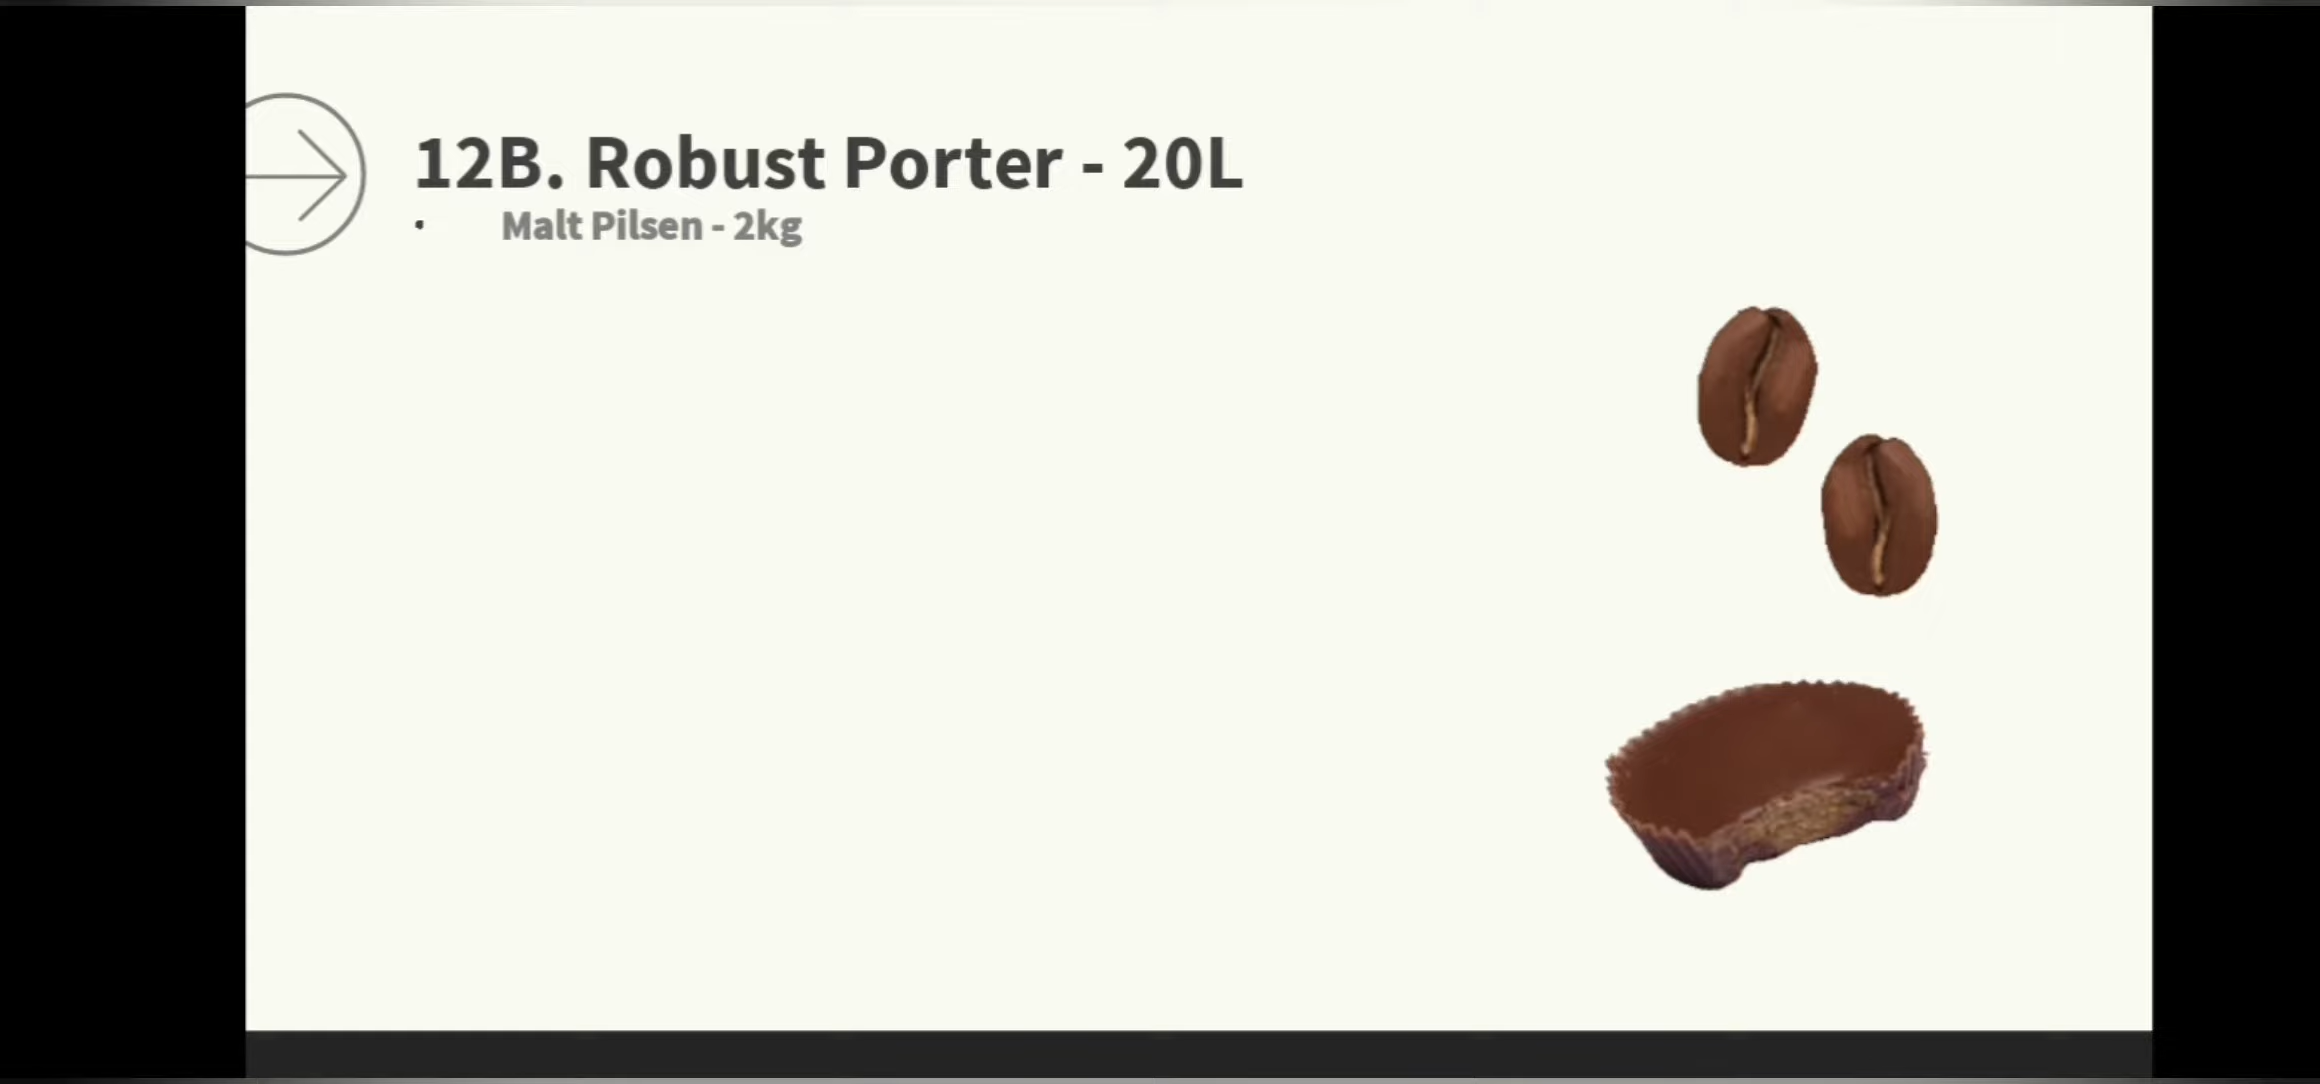 12B. Robust Porter - 20L
• Malt Pilsen - 2kg